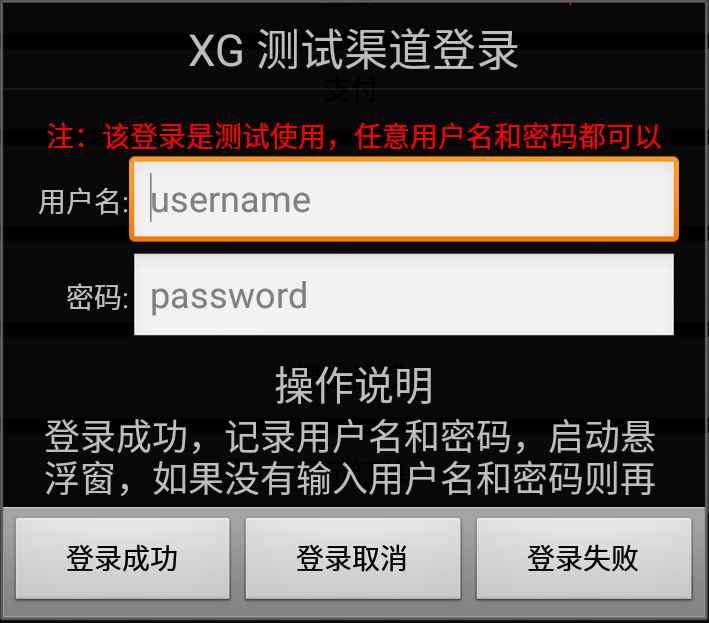 XG 测试渠道登录
注：该登录是测试使用，任意用户名和密码都可以
用户名:
username
密码:
password
操作说明
登录成功，记录用户名和密码，启动悬
浮窗，如果没有输入用户名和密码则再
登录成功
登录取消
登录失败